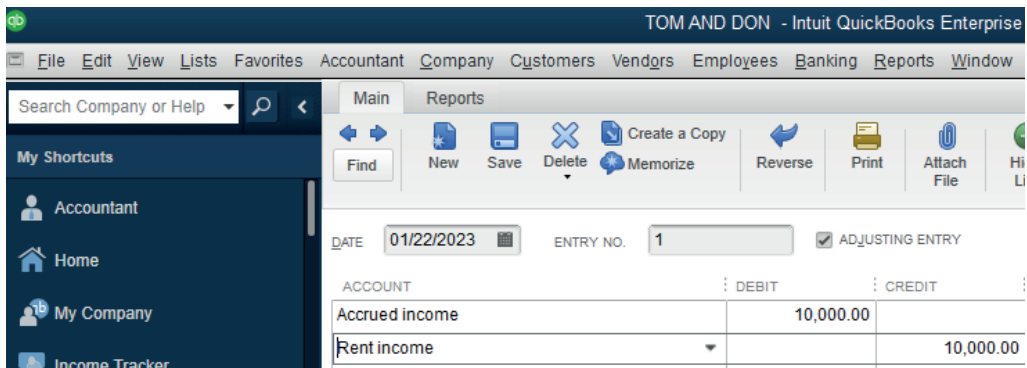 qb
TOM AND DON - Intuit QuickBooks Enterprise
File Edit View Lists Favorites Accountant Company Customers Vendors Employees Banking Reports Window
Search Company or Help
My Shortcuts
Accountant
Home
qb
My Company
Income Tracker
Main Reports
Find
New
Save
Delete
Create a Copy
Memorize
Reverse
Print
Attach
File
DATE 01/22/2023 ENTRY NO. 1 ADJUSTING ENTRY
ACCOUNT DEBIT CREDIT
Accrued income 10,000.00
Rent income 10,000.00